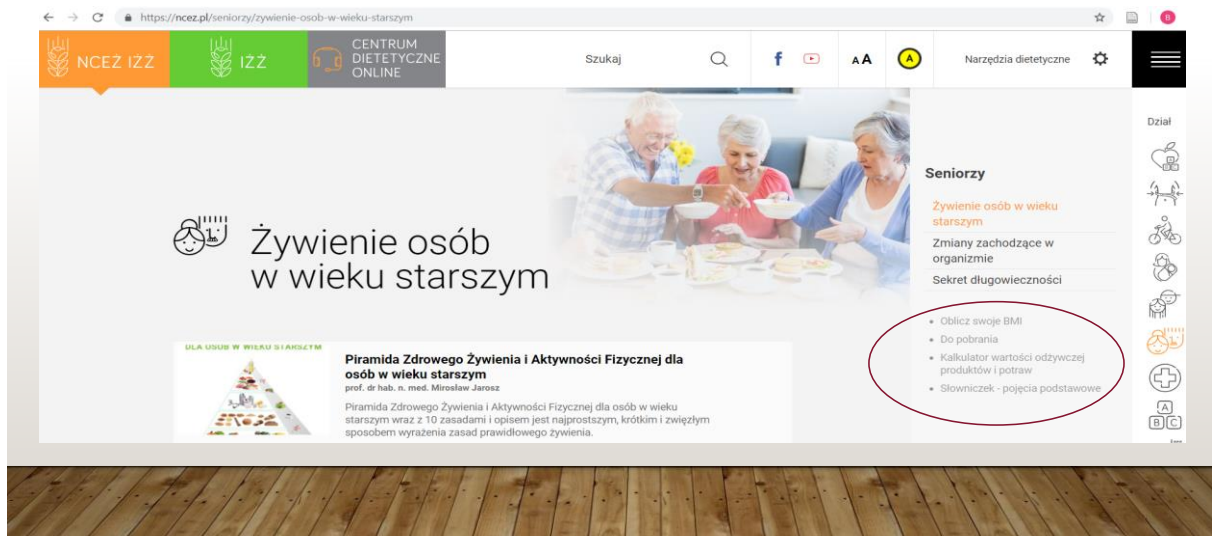 https://ncez.pl/seniorzy/zywienie-osob-w-wieku-starszym
B
NCEŻ IŻŻ
IŻŻ
CENTRUM
DIETETYCZNE
ONLINE
Szukaj
f
A A
A
Narzędzia dietetyczne
Dział
Żywienie osób
w wieku starszym
Seniorzy
Żywienie osób w wieku
starszym
Zmiany zachodzące w
organizmie
Sekret długowieczności
• Oblicz swoje BMI
• Do pobrania
• Kalkulator wartości odżywczej
produktów i potraw
• Słowniczek - pojęcia podstawowe
A
B C
DLA OSÓB W WIEKU STARSZYM
Piramida Zdrowego Żywienia i Aktywności Fizycznej dla
osób w wieku starszym
prof. dr hab. n. med. Mirosław Jarosz
Piramida Zdrowego Żywienia i Aktywności Fizycznej dla osób w wieku
starszym wraz z 10 zasadami i opisem jest najprostszym, krótkim i zwięzłym
sposobem wyrażenia zasad prawidłowego żywienia.